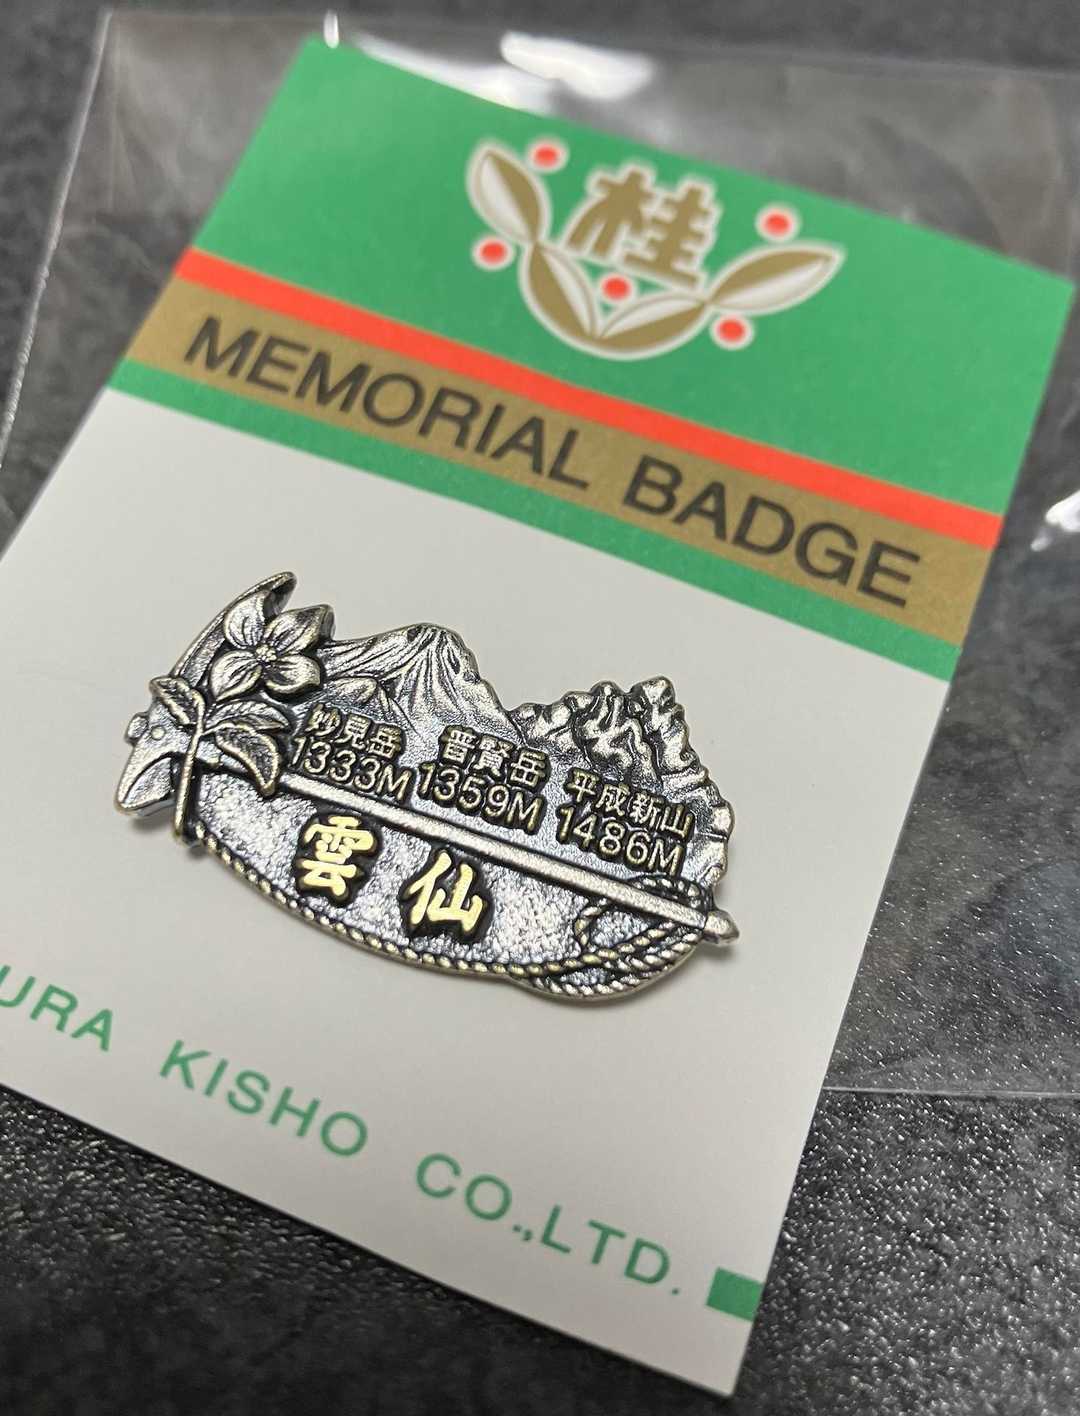 桂
MEMORIAL BADGE
妙見岳 普賢岳 平成新山
1333M 1359M 1486M
雲仙
URA KISHO CO.,LTD.